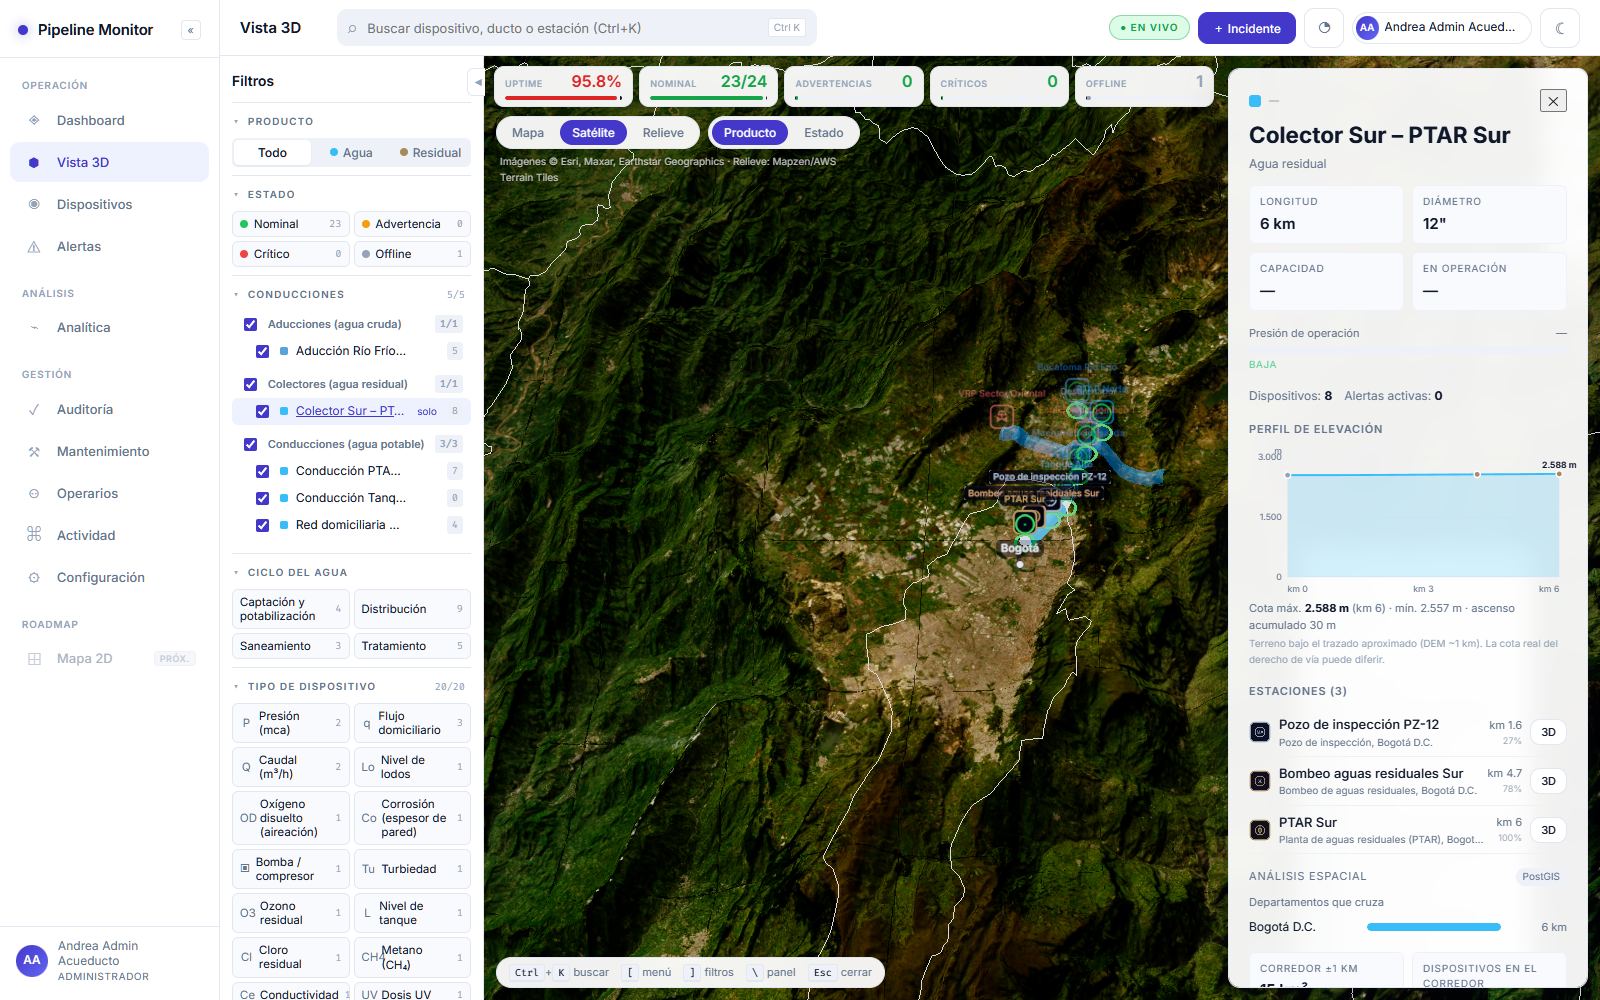 Pipeline Monitor
«
OPERACIÓN
Dashboard
Vista 3D
Dispositivos
Alertas
ANÁLISIS
Analítica
GESTIÓN
Auditoría
Mantenimiento
Operarios
Actividad
Configuración
ROADMAP
Mapa 2D PRÓX.
AA
Andrea Admin
Acueducto
ADMINISTRADOR
Vista 3D
Buscar dispositivo, ducto o estación (Ctrl+K) Ctrl K
EN VIVO
+ Incidente
AA Andrea Admin Acued...
Filtros
PRODUCTO
Todo Agua Residual
ESTADO
Nominal 23 Advertencia 0
Crítico 0 Offline 1
CONDUCCIONES 5/5
Aducciones (agua cruda) 1/1
Aducción Río Frío... 5
Colectores (agua residual) 1/1
Colector Sur – PT... solo 8
Conducciones (agua potable) 3/3
Conducción PTA... 7
Conducción Tanq... 0
Red domiciliaria ... 4
CICLO DEL AGUA
Captación y potabilización 4 Distribución 9
Saneamiento 3 Tratamiento 5
TIPO DE DISPOSITIVO 20/20
P Presión (mca) 2 q Flujo domiciliario 3
Q Caudal (m³/h) 2 Lo Nivel de lodos 1
OD Oxígeno disuelto (aireación) 1 Co Corrosión (espesor de pared) 1
Bomba / compresor 1 Tu Turbiedad 1
O3 Ozono residual 1 L Nivel de tanque 1
Cl Cloro residual 1 CH4 Metano (CH₄) 1
Ce Conductividad 1 UV Dosis UV 1
UPTIME 95.8%
NOMINAL 23/24
ADVERTENCIAS 0
CRÍTICOS 0
OFFLINE 1
Mapa Satélite Relieve Producto Estado
Imágenes © Esri, Maxar, Earthstar Geographics · Relieve: Mapzen/AWS
Terrain Tiles
Bocatoma Río Frío
VRP Sector Oriental
Pozo de inspección PZ-12
Bombeo aguas residuales Sur
PTAR Sur
Bogotá
Ctrl + K buscar [ menú ] filtros \ panel Esc cerrar
—
Colector Sur – PTAR Sur
Agua residual
LONGITUD
6 km
DIÁMETRO
12"
CAPACIDAD
—
EN OPERACIÓN
—
Presión de operación —
BAJA
Dispositivos: 8 Alertas activas: 0
PERFIL DE ELEVACIÓN
m
3.000
2.588 m
1.500
0
km 0 km 3 km 6
Cota máx. 2.588 m (km 6) · mín. 2.557 m · ascenso
acumulado 30 m
Terreno bajo el trazado aproximado (DEM ~1 km). La cota real del
derecho de vía puede diferir.
ESTACIONES (3)
Pozo de inspección PZ-12 km 1.6 3D
Pozo de inspección, Bogotá D.C. 27%
Bombeo aguas residuales Sur km 4.7 3D
Bombeo de aguas residuales, Bogotá D.C. 78%
PTAR Sur km 6 3D
Planta de aguas residuales (PTAR), Bogot... 100%
ANÁLISIS ESPACIAL PostGIS
Departamentos que cruza
Bogotá D.C. 6 km
CORREDOR ±1 KM
DISPOSITIVOS EN EL
CORREDOR